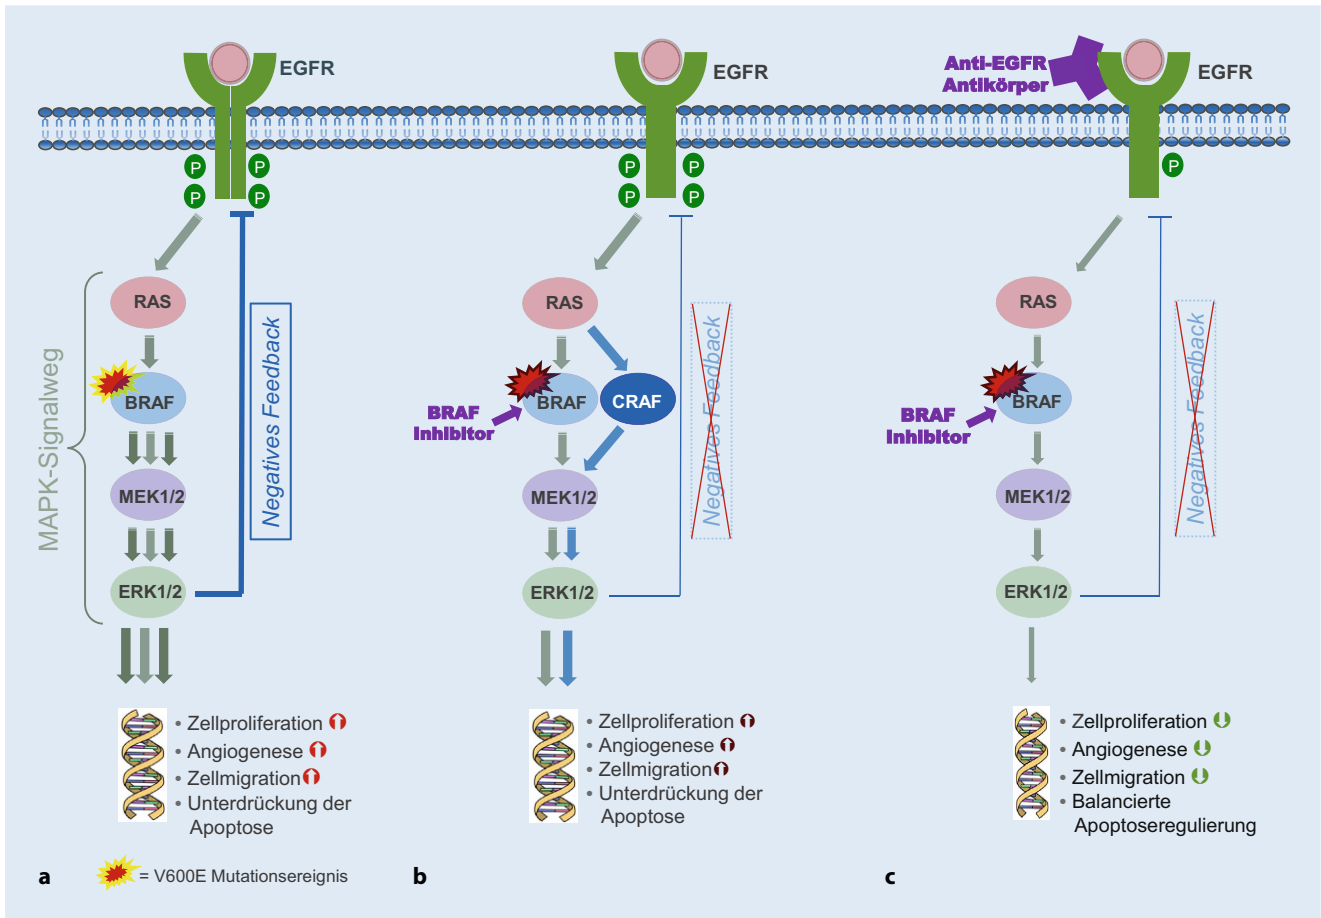 EGFR
P
P
P
P
MAPK-Signalweg
RAS
BRAF
MEK1/2
ERK1/2
Negatives Feedback
• Zellproliferation
• Angiogenese
• Zellmigration
• Unterdrückung der
Apoptose
a
= V600E Mutationsereignis
EGFR
P
P
P
P
RAS
BRAF
CRAF
BRAF
Inhibitor
MEK1/2
ERK1/2
Negatives Feedback
• Zellproliferation
• Angiogenese
• Zellmigration
• Unterdrückung der
Apoptose
b
Anti-EGFR
Antikörper
EGFR
P
RAS
BRAF
BRAF
Inhibitor
MEK1/2
ERK1/2
Negatives Feedback
• Zellproliferation
• Angiogenese
• Zellmigration
• Balancierte
Apoptoseregulierung
c